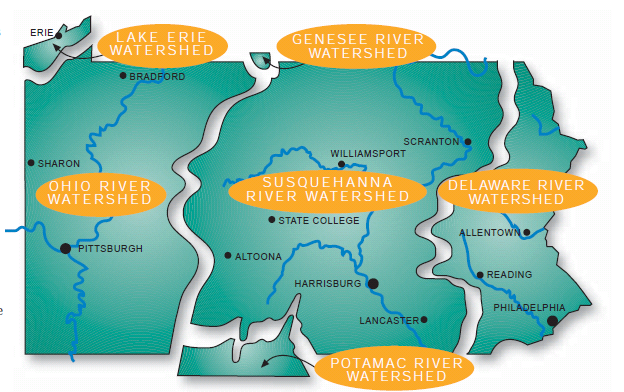 ERIE
LAKE ERIE
WATERSHED
GENESEE RIVER
WATERSHED
BRADFORD
SCRANTON
WILLIAMSPORT
SHARON
OHIO RIVER
WATERSHED
SUSQUEHANNA
RIVER WATERSHED
DELAWARE RIVER
WATERSHED
STATE COLLEGE
ALLENTOWN
PITTSBURGH
ALTOONA
READING
HARRISBURG
PHILADELPHIA
LANCASTER
POTAMAC RIVER
WATERSHED